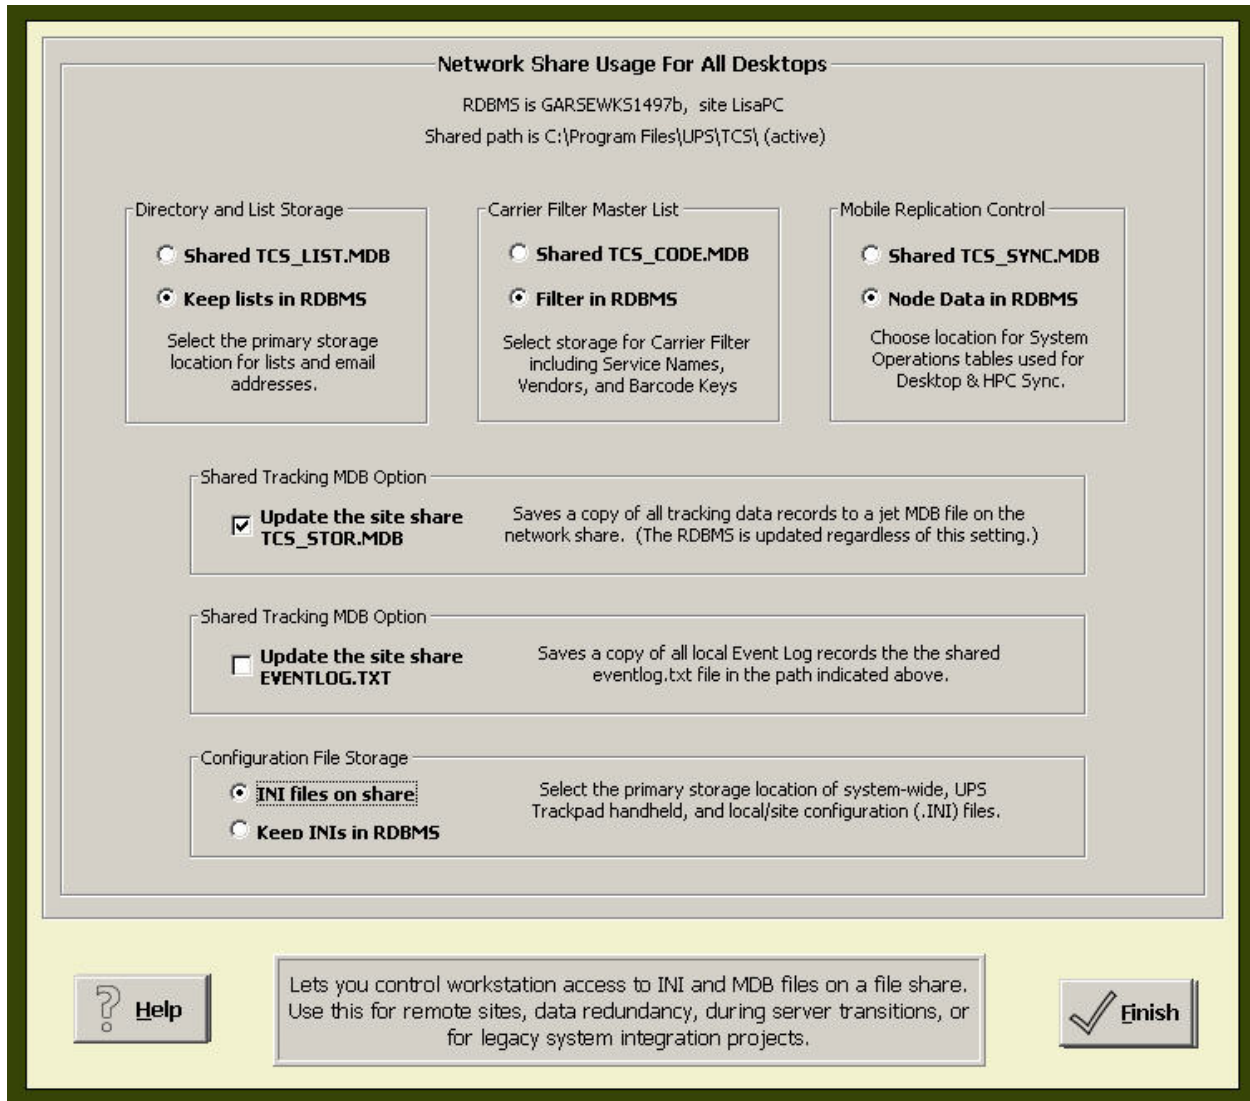 Network Share Usage For All Desktops
RDBMS is GARSEWKS1497b, site LisaPC
Shared path is C:\Program Files\UPS\TCS\ (active)
Directory and List Storage
Shared TCS_LIST.MDB
Keep lists in RDBMS
Select the primary storage
location for lists and email
addresses.
Carrier Filter Master List
Shared TCS_CODE.MDB
Filter in RDBMS
Select storage for Carrier Filter
including Service Names,
Vendors, and Barcode Keys
Mobile Replication Control
Shared TCS_SYNC.MDB
Node Data in RDBMS
Choose location for System
Operations tables used for
Desktop & HPC Sync.
Shared Tracking MDB Option
Update the site share
TCS_STOR.MDB
Saves a copy of all tracking data records to a jet MDB file on the
network share. (The RDBMS is updated regardless of this setting.)
Shared Tracking MDB Option
Update the site share
EVENTLOG.TXT
Saves a copy of all local Event Log records the the shared
eventlog.txt file in the path indicated above.
Configuration File Storage
INI files on share
Keep INIs in RDBMS
Select the primary storage location of system-wide, UPS
Trackpad handheld, and local/site configuration (.INI) files.
Help
Lets you control workstation access to INI and MDB files on a file share.
Use this for remote sites, data redundancy, during server transitions, or
for legacy system integration projects.
Finish